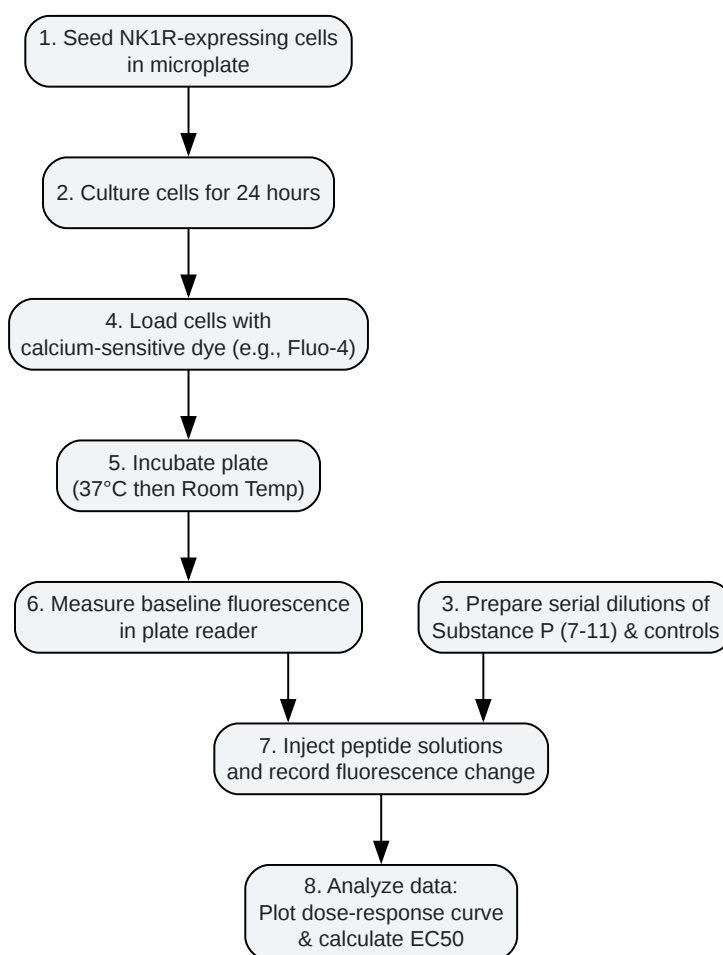 1. Seed NK1R-expressing cells
in microplate
2. Culture cells for 24 hours
4. Load cells with
calcium-sensitive dye (e.g., Fluo-4)
5. Incubate plate
(37°C then Room Temp)
6. Measure baseline fluorescence
in plate reader
3. Prepare serial dilutions of
Substance P (7-11) & controls
7. Inject peptide solutions
and record fluorescence change
8. Analyze data:
Plot dose-response curve
& calculate EC50